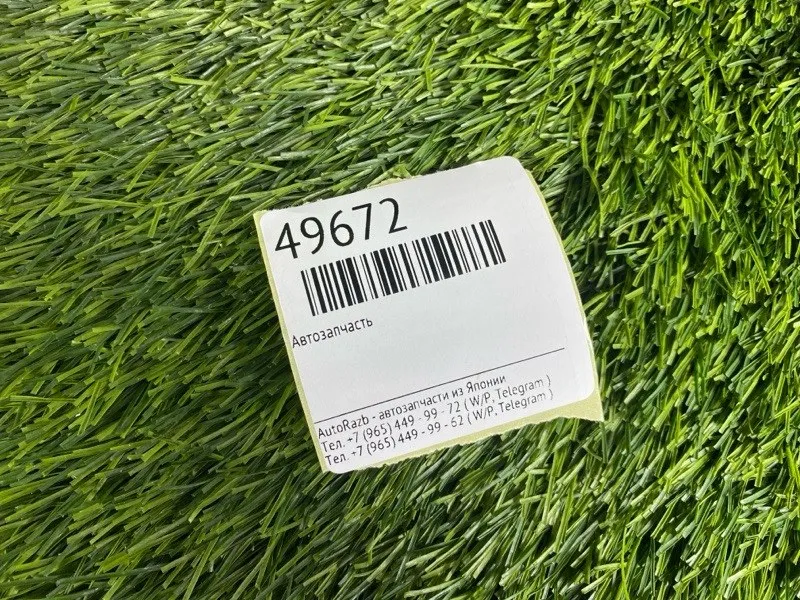 49672
Автозапчасть
AutoRazb - автозапчасти из Японии
Тел. +7 (965) 449 - 99 - 72 ( W/P, Telegram )
Тел. +7 (965) 449 - 99 - 62 ( W/P, Telegram )